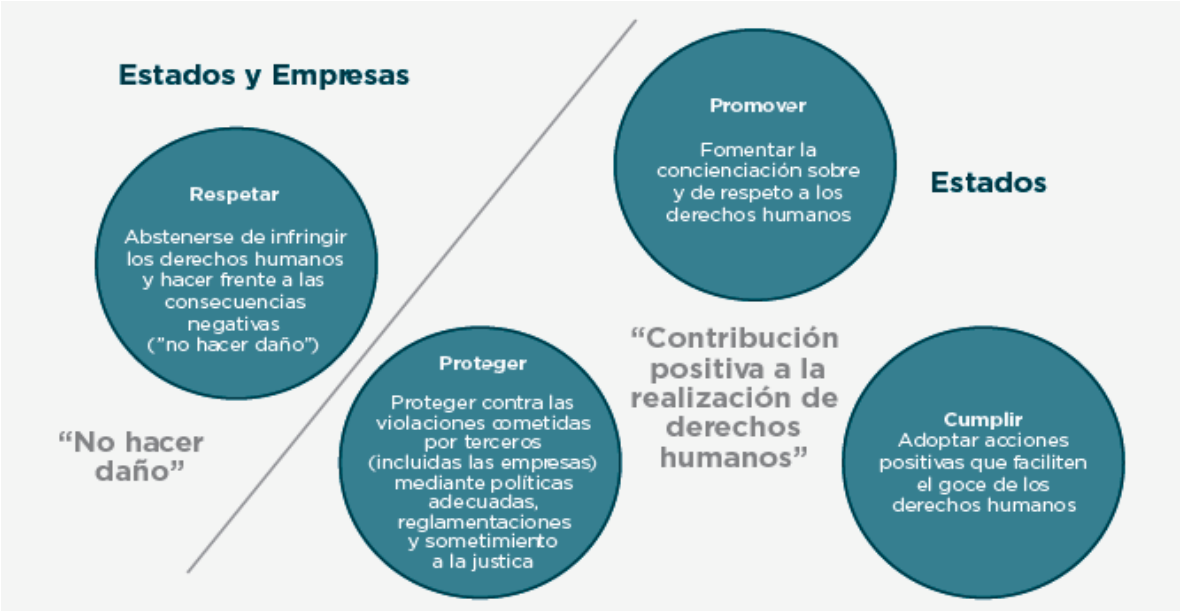 Estados y Empresas
Respetar
Abstenerse de infringir
los derechos humanos
y hacer frente a las
consecuencias
negativas
("no hacer daño")
“No hacer
daño”
Proteger
Proteger contra las
violaciones cometidas
por terceros
(incluidas las empresas)
mediante políticas
adecuadas,
reglamentaciones
y sometimiento
a la justica
Promover
Fomentar la
concienciación sobre
y de respeto a los
derechos humanos
Estados
“Contribución
positiva a la
realización de
derechos
humanos”
Cumplir
Adoptar acciones
positivas que faciliten
el goce de los
derechos humanos